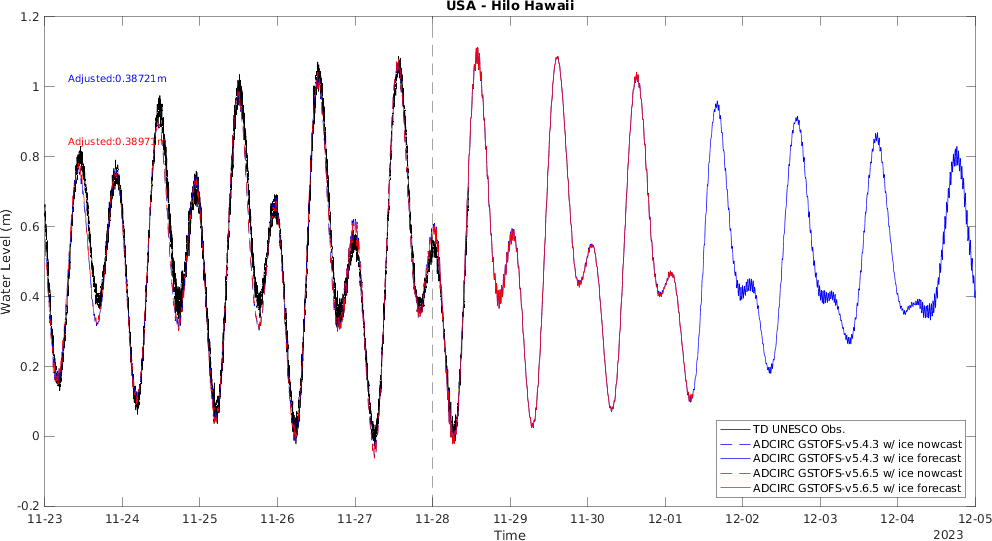 USA - Hilo Hawaii
1.2
1
0.8
0.6
0.4
0.2
0
-0.2
Water Level (m)
Adjusted:0.38721m
Adjusted:0.38971m
TD UNESCO Obs.
ADCIRC GSTOFS-v5.4.3 w/ ice nowcast
ADCIRC GSTOFS-v5.4.3 w/ ice forecast
ADCIRC GSTOFS-v5.6.5 w/ ice nowcast
ADCIRC GSTOFS-v5.6.5 w/ ice forecast
11-23 11-24 11-25 11-26 11-27 11-28 11-29 11-30 12-01 12-02 12-03 12-04 12-05
Time
2023